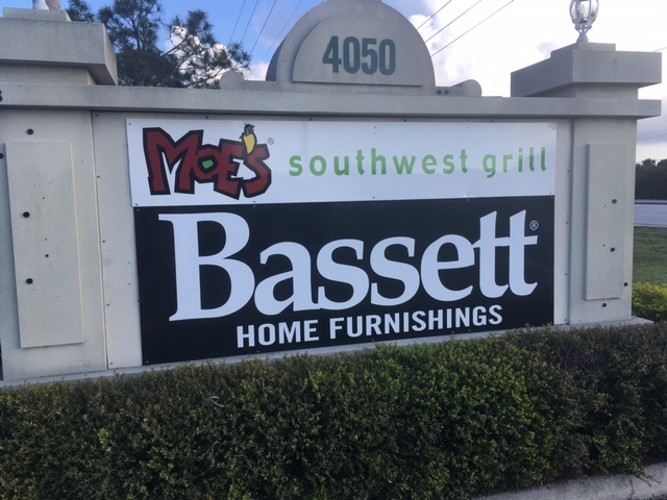 4050
MOE'S® southwest grill
Bassett®
HOME FURNISHINGS